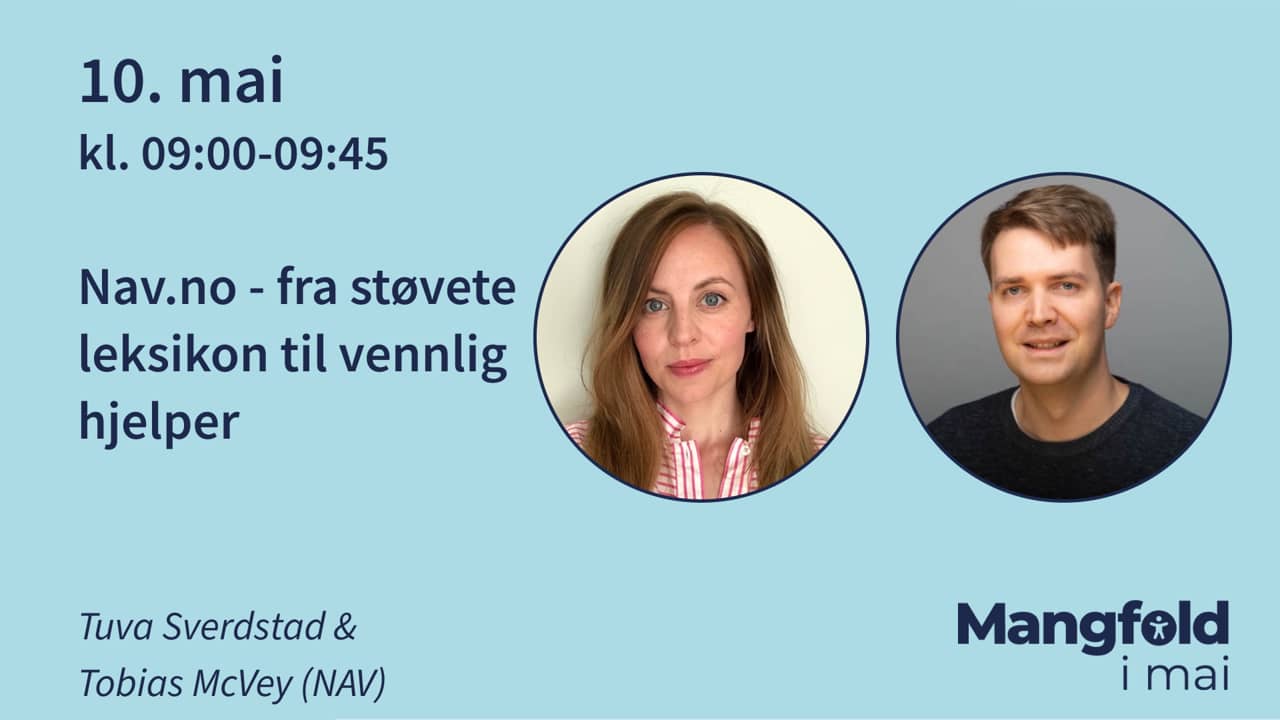 10. mai
kl. 09:00-09:45
Nav.no - fra støvete
leksikon til vennlig
hjelper
Tuva Sverdstad &
Tobias McVey (NAV)
Mangfold
i mai